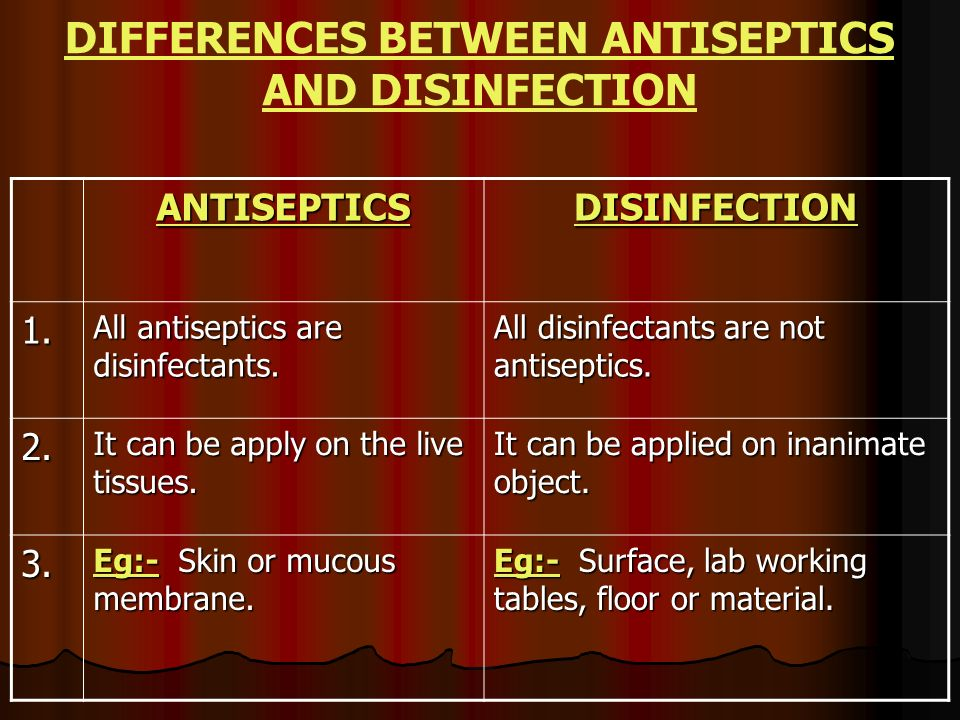 DIFFERENCES BETWEEN ANTISEPTICS
AND DISINFECTION
ANTISEPTICS
DISINFECTION
1.
All antiseptics are
disinfectants.
All disinfectants are not
antiseptics.
2.
It can be apply on the live
tissues.
It can be applied on inanimate
object.
3.
Eg:- Skin or mucous
membrane.
Eg:- Surface, lab working
tables, floor or material.